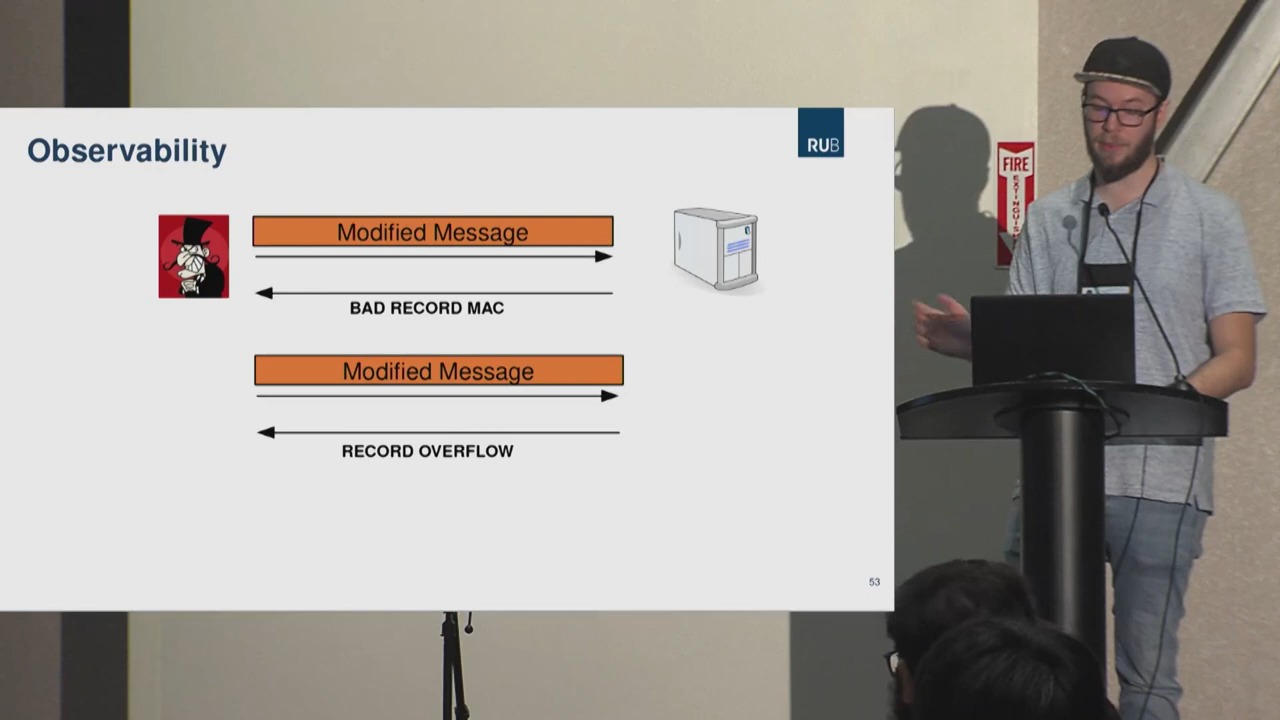 Observability
RUB
Modified Message
BAD RECORD MAC
Modified Message
RECORD OVERFLOW
53
FIRE